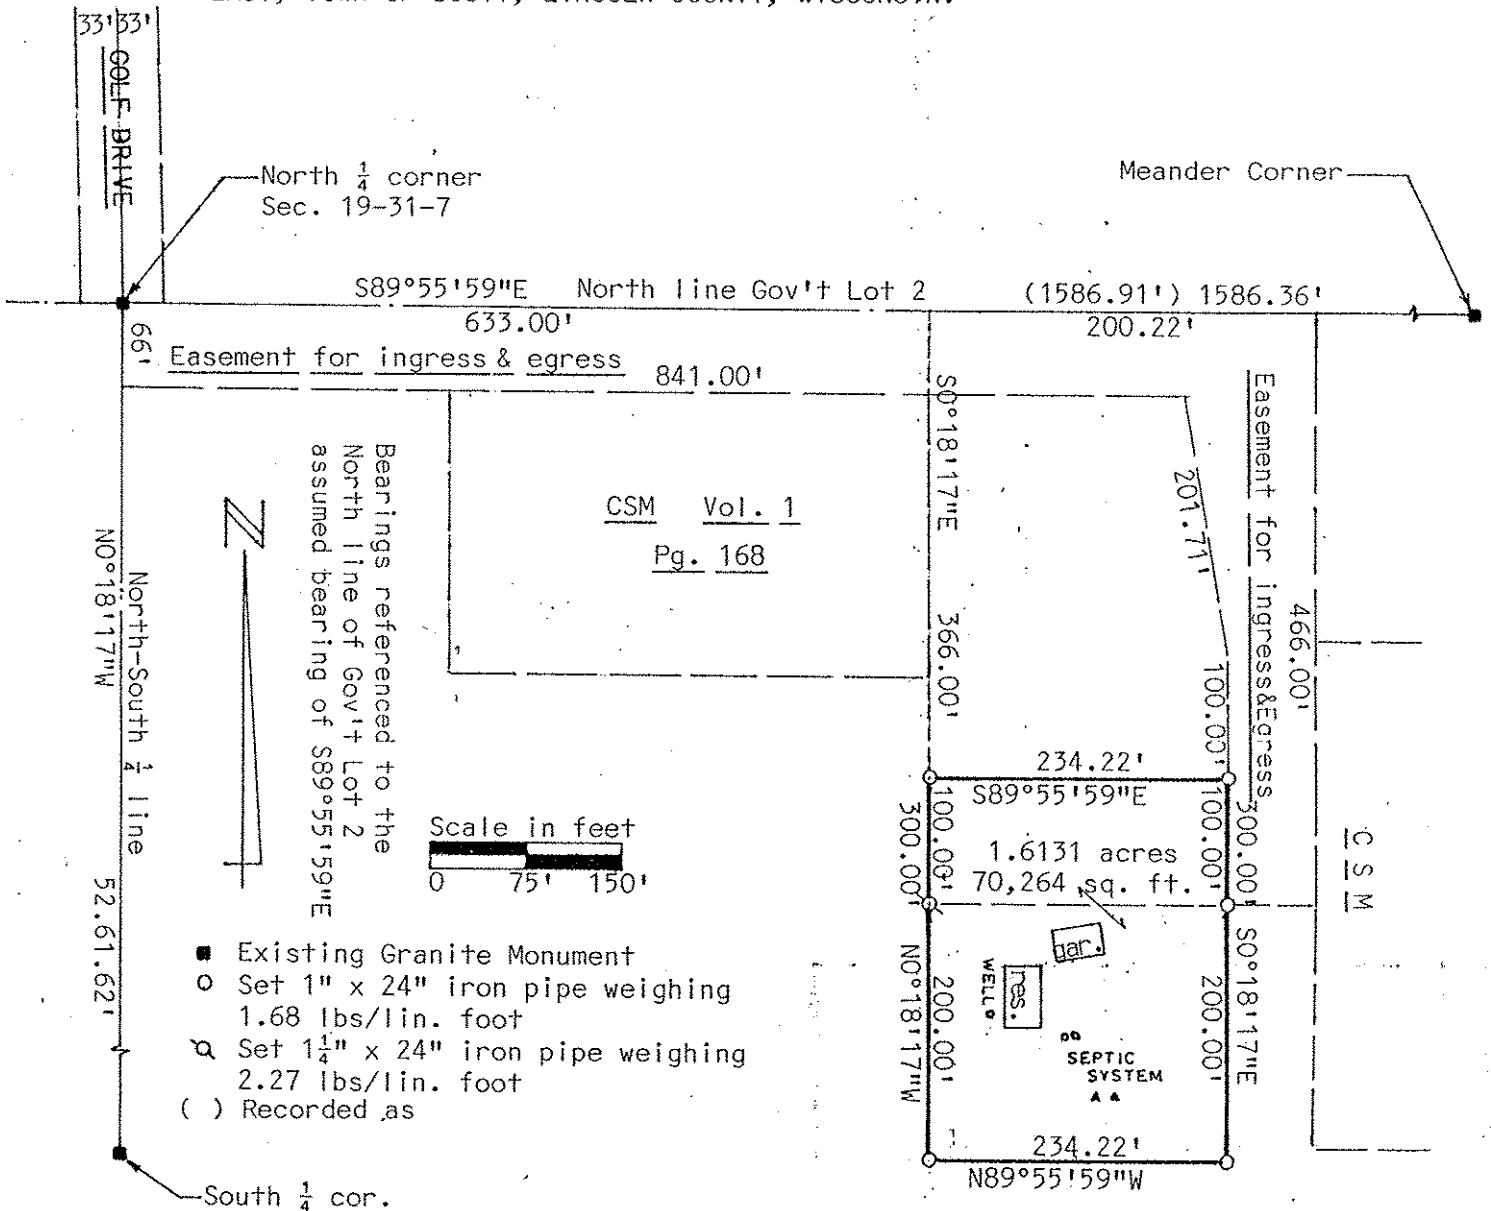 33' 33'
GOLF DRIVE
North ¼ corner
Sec. 19-31-7
Meander Corner
S89°55'59"E North line Gov't Lot 2 (1586.91') 1586.36'
633.00'
200.22'
66'
Easement for ingress & egress
841.00'
S0°18'17"E
366.00'
201.71'
100.00'
Easement for ingress&Egress
466.00'
CSM Vol. 1
Pg. 168
Bearings referenced to the
North line of Gov't Lot 2
assumed bearing of S89°55'59"E
N
North-South ¼ line
N0°18'17"W
52.61.62'
Scale in feet
0 75' 150'
234.22'
S89°55'59"E
100.00'
300.00'
100.00'
300.00'
1.6131 acres
70,264 sq. ft.
CSM
gar.
res.
WELL
SEPTIC
SYSTEM
N0°18'17"W
200.00'
200.00'
S0°18'17"E
234.22'
N89°55'59"W
Existing Granite Monument
Set 1" x 24" iron pipe weighing
1.68 lbs/lin. foot
Set 1¼" x 24" iron pipe weighing
2.27 lbs/lin. foot
( ) Recorded as
South ¼ cor.